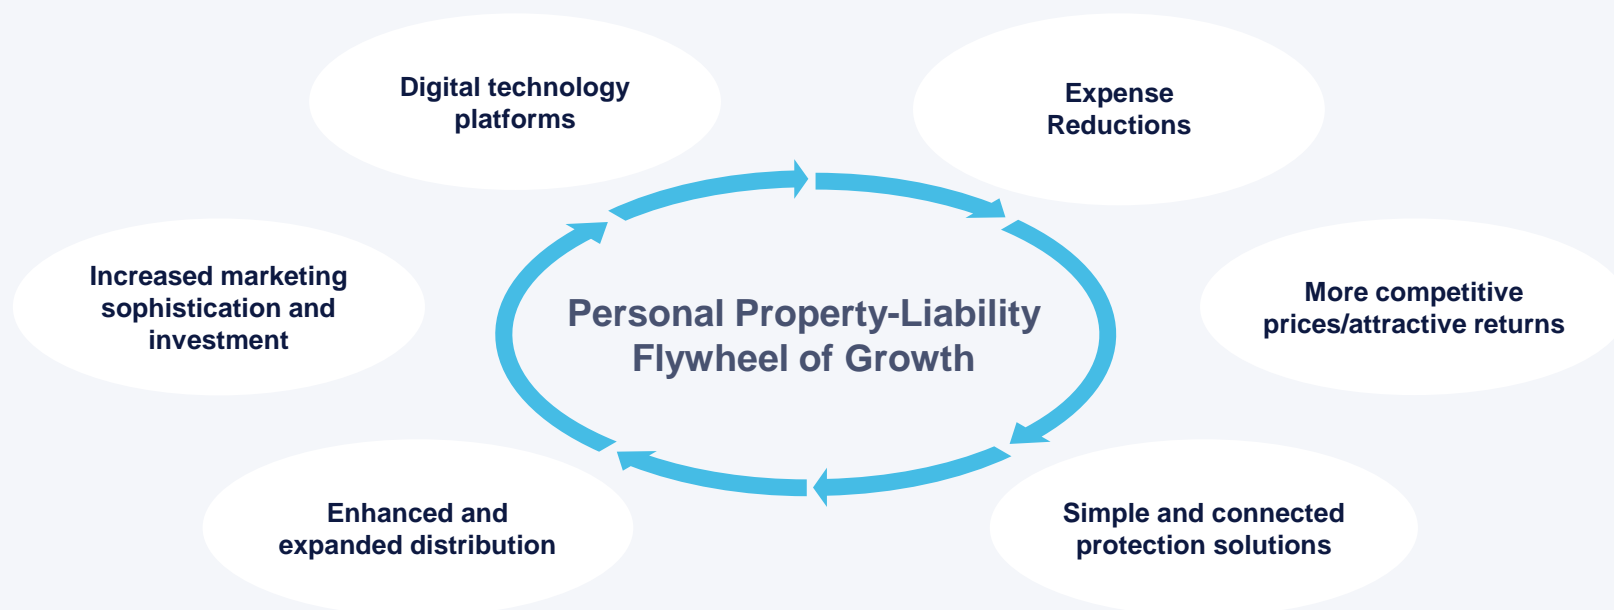 Digital technology
platforms
Expense
Reductions
Increased marketing
sophistication and
investment
Personal Property-Liability
Flywheel of Growth
More competitive
prices/attractive returns
Enhanced and
expanded distribution
Simple and connected
protection solutions